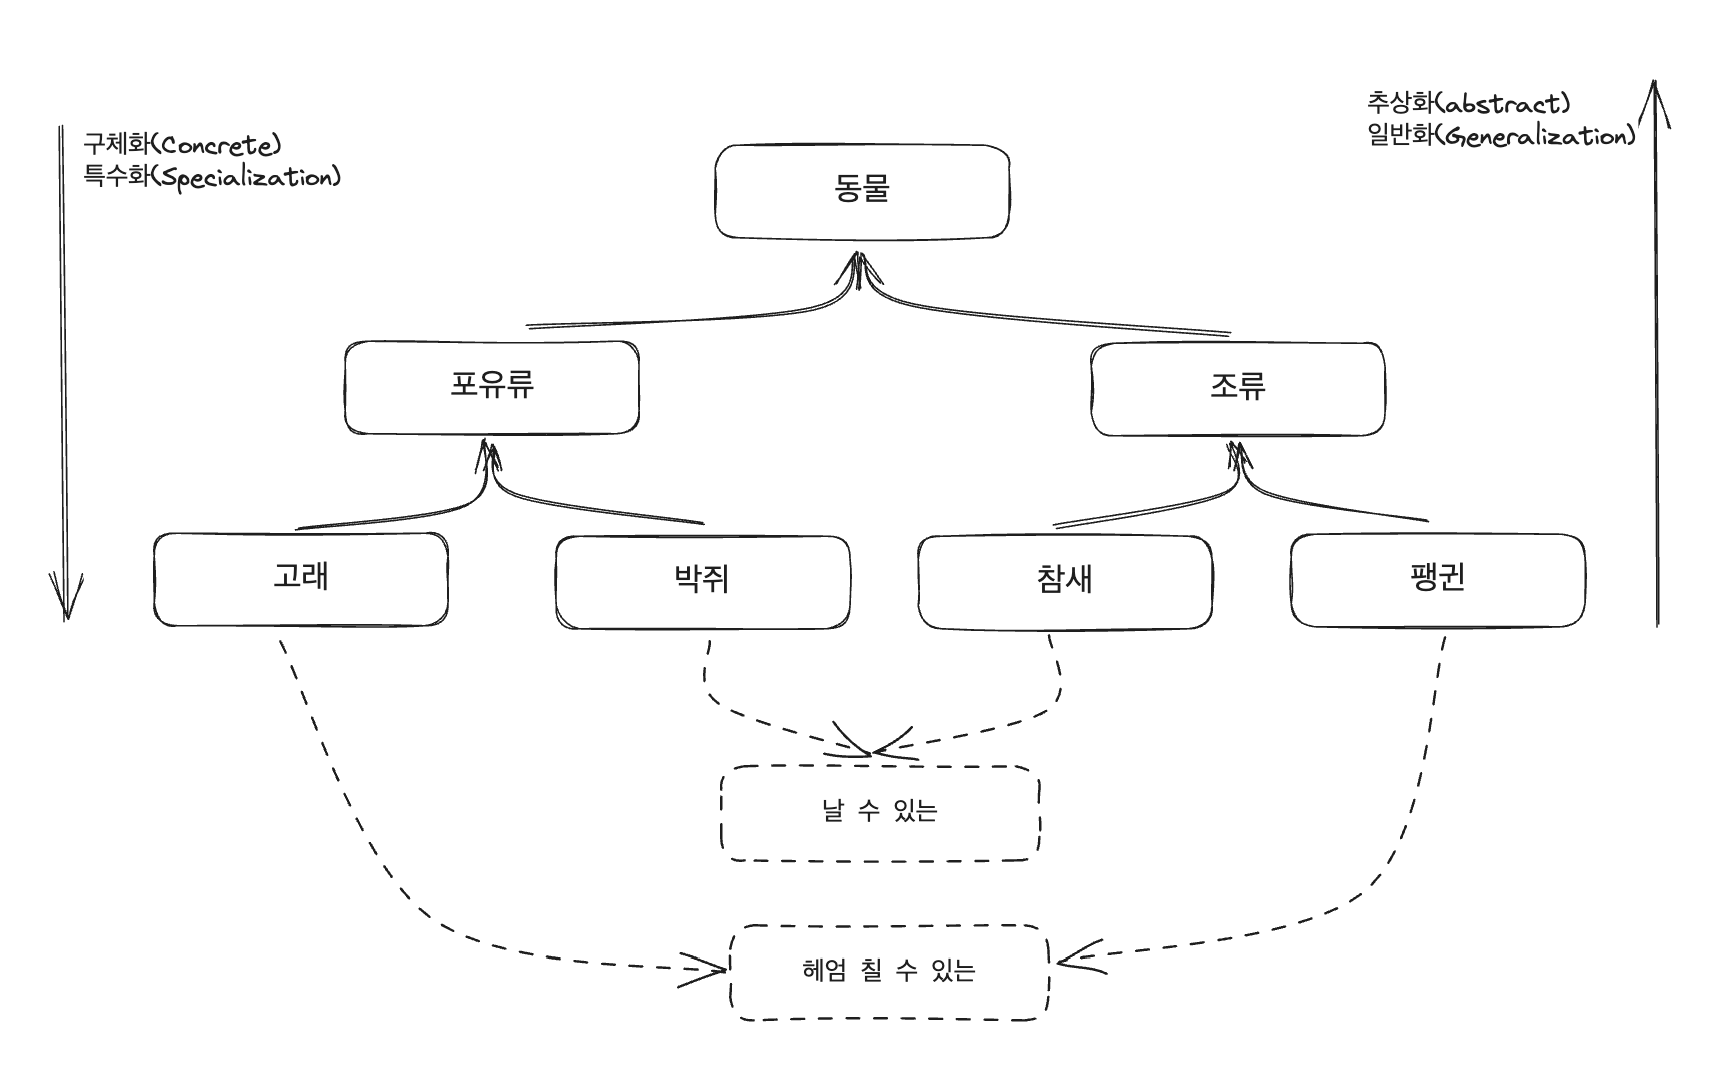 구체화(Concrete)
특수화(Specialization)
추상화(abstract)
일반화(Generalization)
동물
포유류
조류
고래
박쥐
참새
팽귄
날 수 있는
헤엄 칠 수 있는